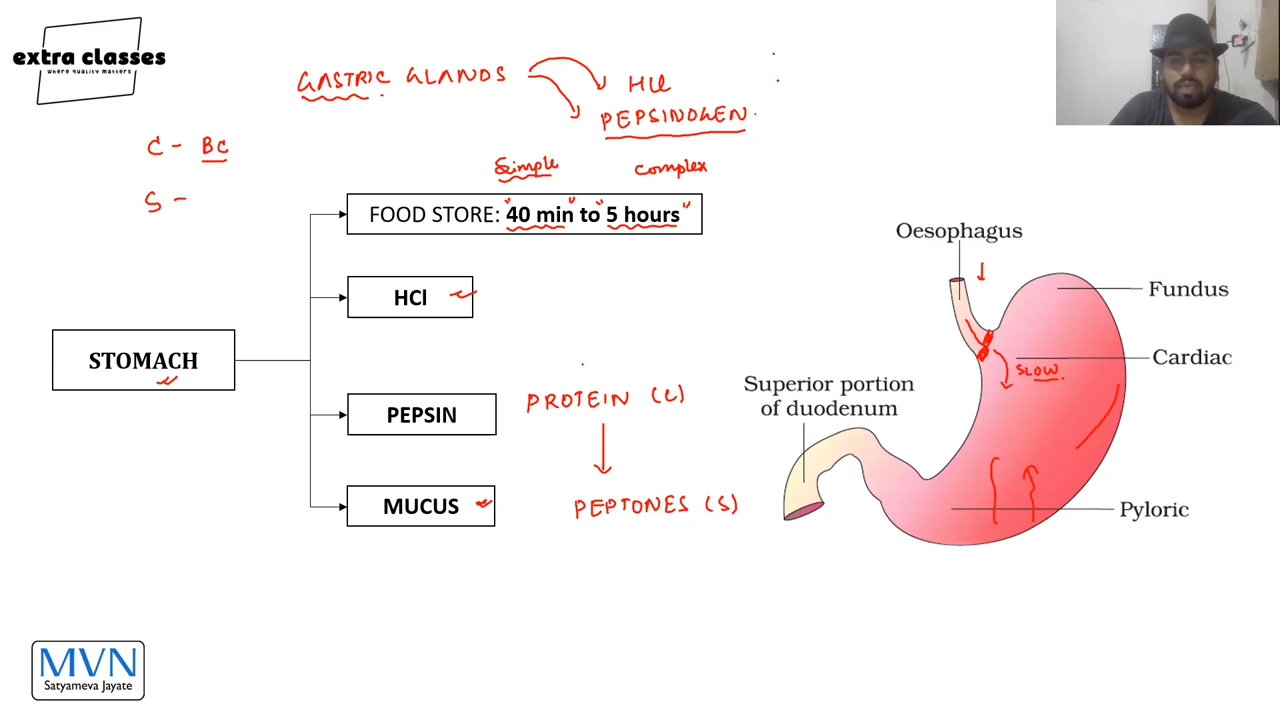 extra classes
where quality matters
GASTRIC GLANDS
HCl
PEPSINOGEN.
C - BC
S -
Simple
complex
FOOD STORE: "40 min" to "5 hours"
HCl
STOMACH
PEPSIN
PROTEIN (C)
MUCUS
PEPTONES (S)
Oesophagus
Fundus
Cardiac
SLOW.
Superior portion
of duodenum
Pyloric
MVN
Satyameva Jayate